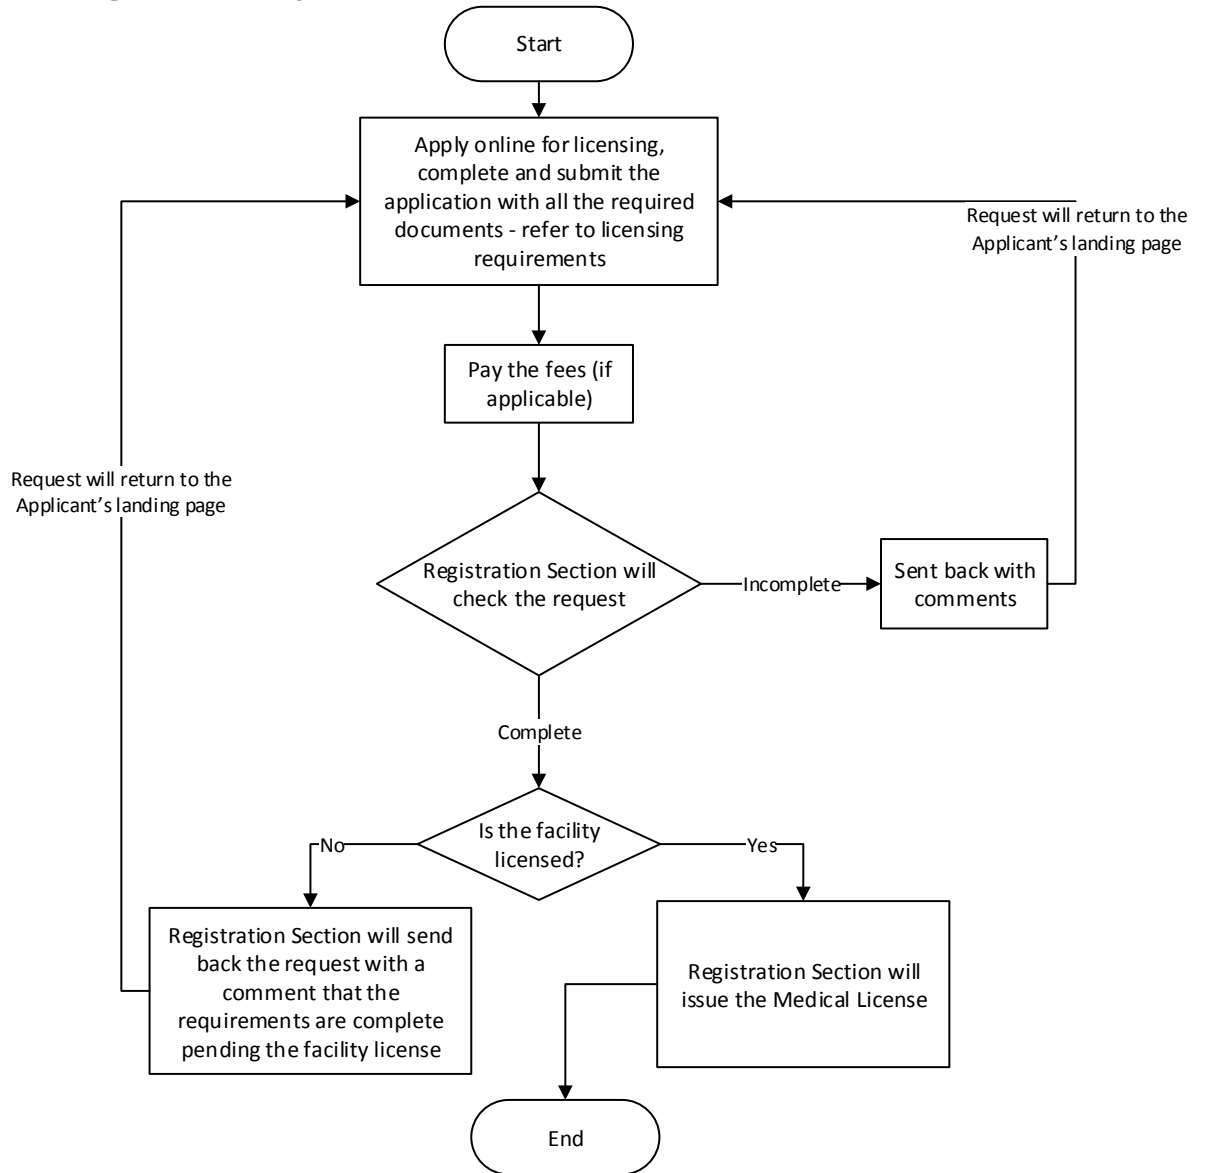 Start
Apply online for licensing,
complete and submit the
application with all the required
documents - refer to licensing
requirements
Request will return to the
Applicant's landing page
Pay the fees (if
applicable)
Request will return to the
Applicant's landing page
Registration Section will
check the request
Incomplete
Sent back with
comments
Complete
Is the facility
licensed?
No
Yes
Registration Section will send
back the request with a
comment that the
requirements are complete
pending the facility license
Registration Section will
issue the Medical License
End